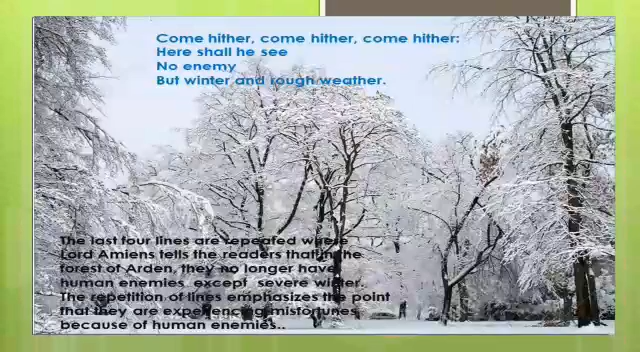 Come hither, come hither, come hither:
Here shall he see
No enemy
But winter and rough weather.
The last four lines are repeated where
Lord Amiens tells the readers that in the
forest of Arden, they no longer have
human enemies except severe winter.
The repetition of lines emphasizes the point
that they are experiencing misfortunes
because of human enemies..